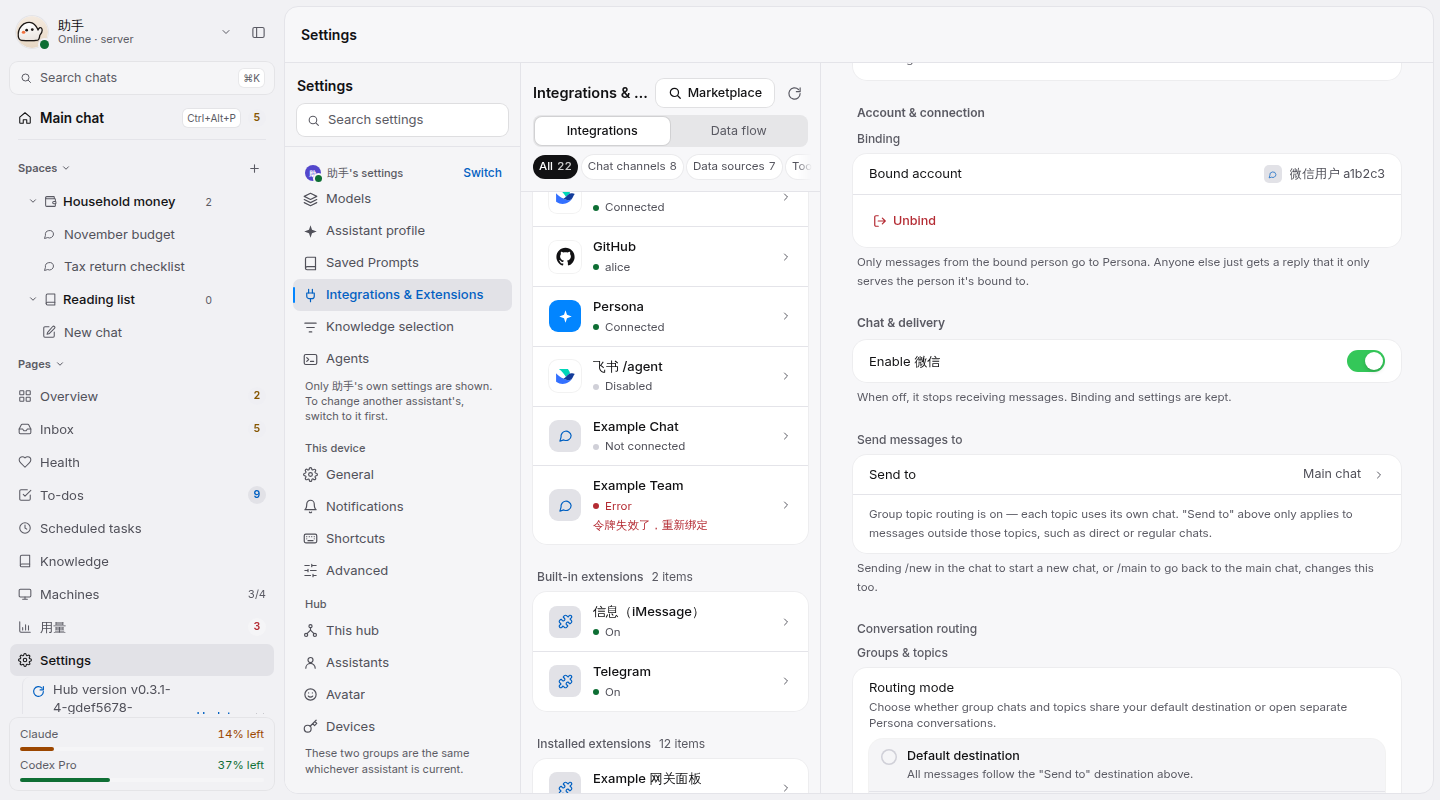 助手
Online · server
Search chats
⌘K
Main chat
Ctrl+Alt+P
5
Spaces
Household money
2
November budget
Tax return checklist
Reading list
0
New chat
Pages
Overview
2
Inbox
5
Health
To-dos
9
Scheduled tasks
Knowledge
Machines
3/4
用量
3
Settings
Hub version v0.3.1-
4-gdef5678-
Claude
14% left
Codex Pro
37% left
Settings
Settings
Search settings
助手's settings
Switch
Models
Assistant profile
Saved Prompts
Integrations & Extensions
Knowledge selection
Agents
Only 助手's own settings are shown.
To change another assistant's,
switch to it first.
This device
General
Notifications
Shortcuts
Advanced
Hub
This hub
Assistants
Avatar
Devices
These two groups are the same
whichever assistant is current.
Integrations & ...
Marketplace
Integrations
Data flow
All 22
Chat channels 8
Data sources 7
Connected
GitHub
alice
Persona
Connected
飞书 /agent
Disabled
Example Chat
Not connected
Example Team
Error
令牌失效了，重新绑定
Built-in extensions 2 items
信息（iMessage）
On
Telegram
On
Installed extensions 12 items
Example 网关面板
Account & connection
Binding
Bound account
微信用户 a1b2c3
Unbind
Only messages from the bound person go to Persona. Anyone else just gets a reply that it only
serves the person it's bound to.
Chat & delivery
Enable 微信
When off, it stops receiving messages. Binding and settings are kept.
Send messages to
Send to
Main chat
Group topic routing is on — each topic uses its own chat. "Send to" above only applies to
messages outside those topics, such as direct or regular chats.
Sending /new in the chat to start a new chat, or /main to go back to the main chat, changes this
too.
Conversation routing
Groups & topics
Routing mode
Choose whether group chats and topics share your default destination or open separate
Persona conversations.
Default destination
All messages follow the "Send to" destination above.